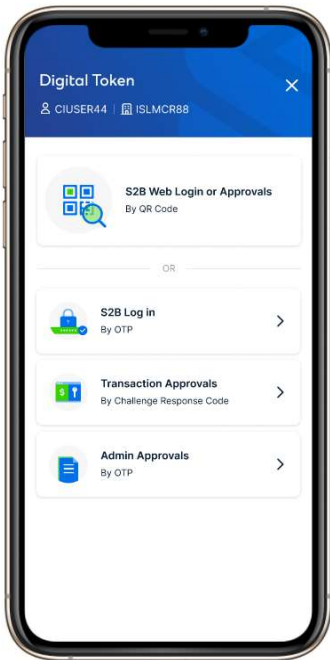 Digital Token
CIUSER44 | ISLMCR88
S2B Web Login or Approvals
By QR Code
OR
S2B Log in
By OTP
Transaction Approvals
By Challenge Response Code
Admin Approvals
By OTP